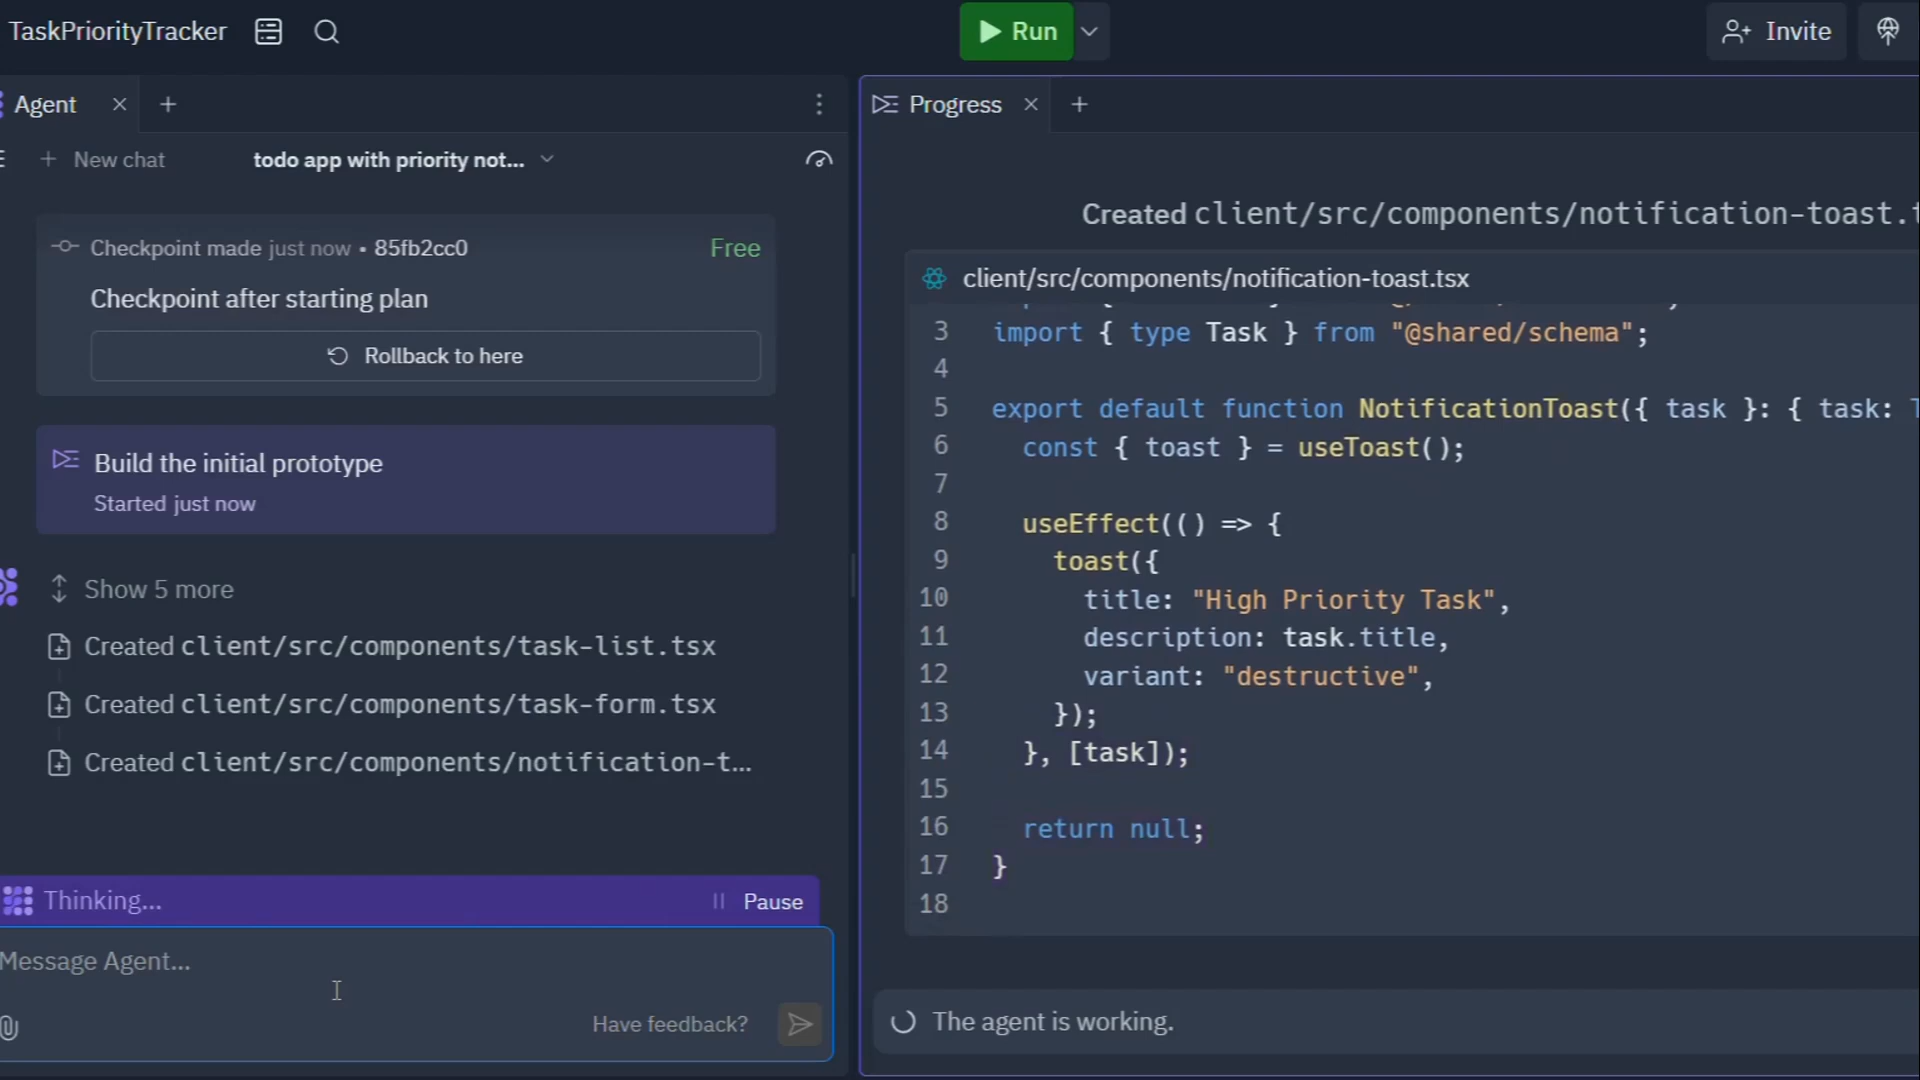 TaskPriorityTracker
Run
Invite
Agent
New chat
todo app with priority not...
Checkpoint made just now • 85fb2cc0
Free
Checkpoint after starting plan
Rollback to here
Build the initial prototype
Started just now
Show 5 more
Created client/src/components/task-list.tsx
Created client/src/components/task-form.tsx
Created client/src/components/notification-t...
Thinking...
Pause
Message Agent...
Have feedback?
Progress
Created client/src/components/notification-toast.t
client/src/components/notification-toast.tsx
3 import { type Task } from "@shared/schema";
4
5 export default function NotificationToast({ task }: { task: T
6 const { toast } = useToast();
7
8 useEffect(() => {
9 toast({
10 title: "High Priority Task",
11 description: task.title,
12 variant: "destructive",
13 });
14 }, [task]);
15
16 return null;
17 }
18
The agent is working.